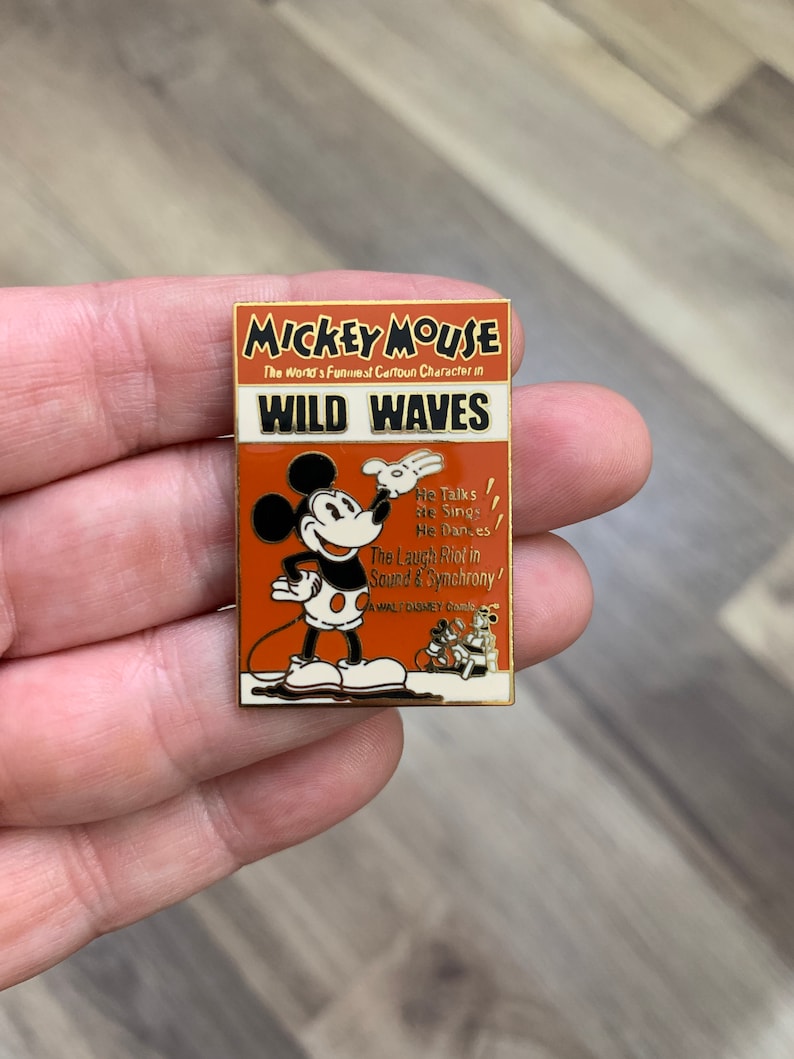 MICKEY MOUSE
The World's Funniest Cartoon Character in
WILD WAVES
He Talks!
He Sings!
He Dances!
The Laugh Riot in
Sound & Synchrony!
A WALT DISNEY Comic